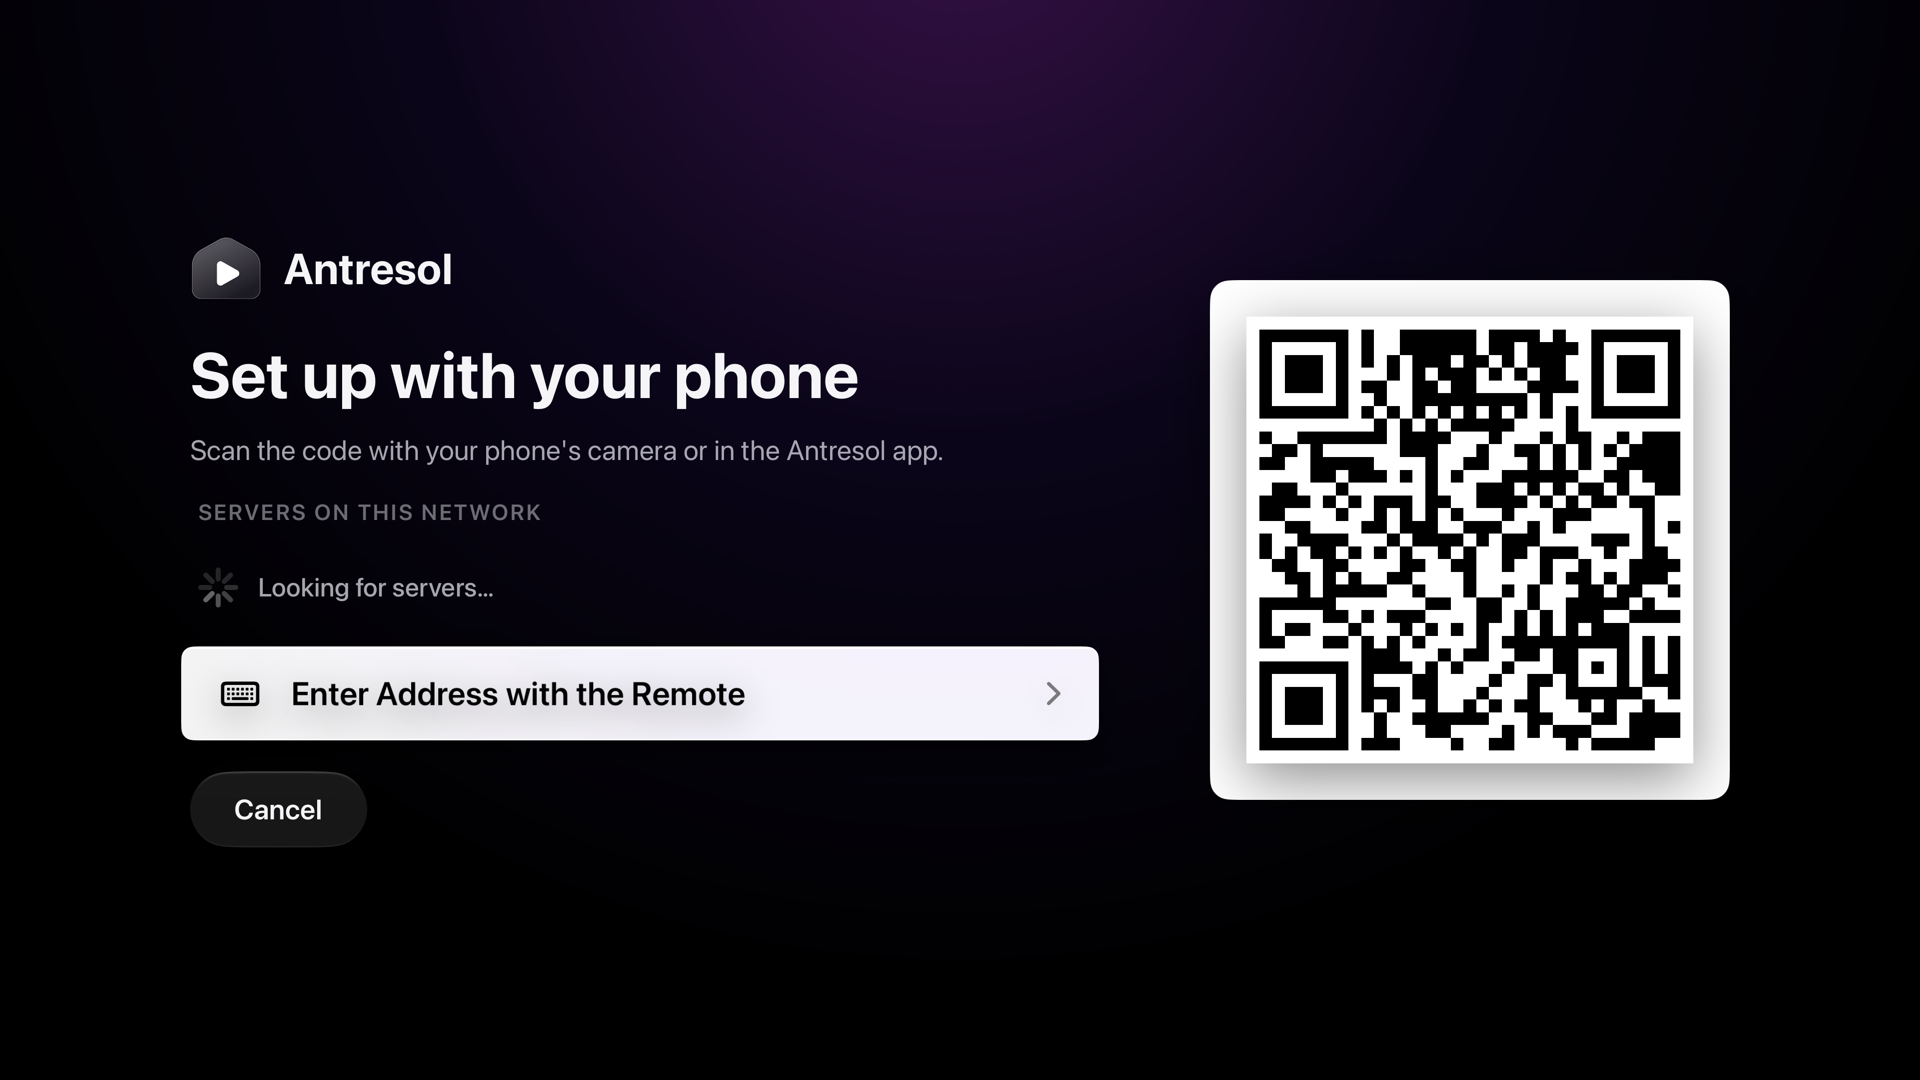 Antresol
Set up with your phone
Scan the code with your phone's camera or in the Antresol app.
SERVERS ON THIS NETWORK
Looking for servers...
Enter Address with the Remote
Cancel